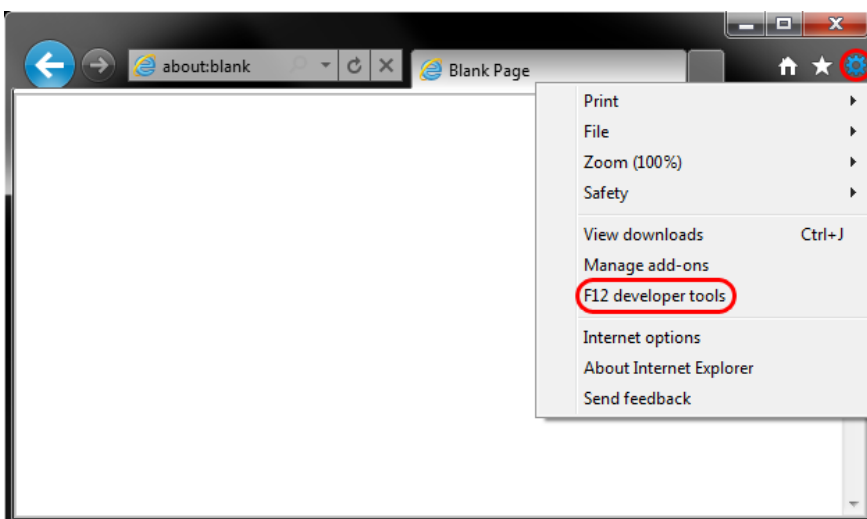 about:blank
Blank Page
Print
File
Zoom (100%)
Safety
View downloads Ctrl+J
Manage add-ons
F12 developer tools
Internet options
About Internet Explorer
Send feedback